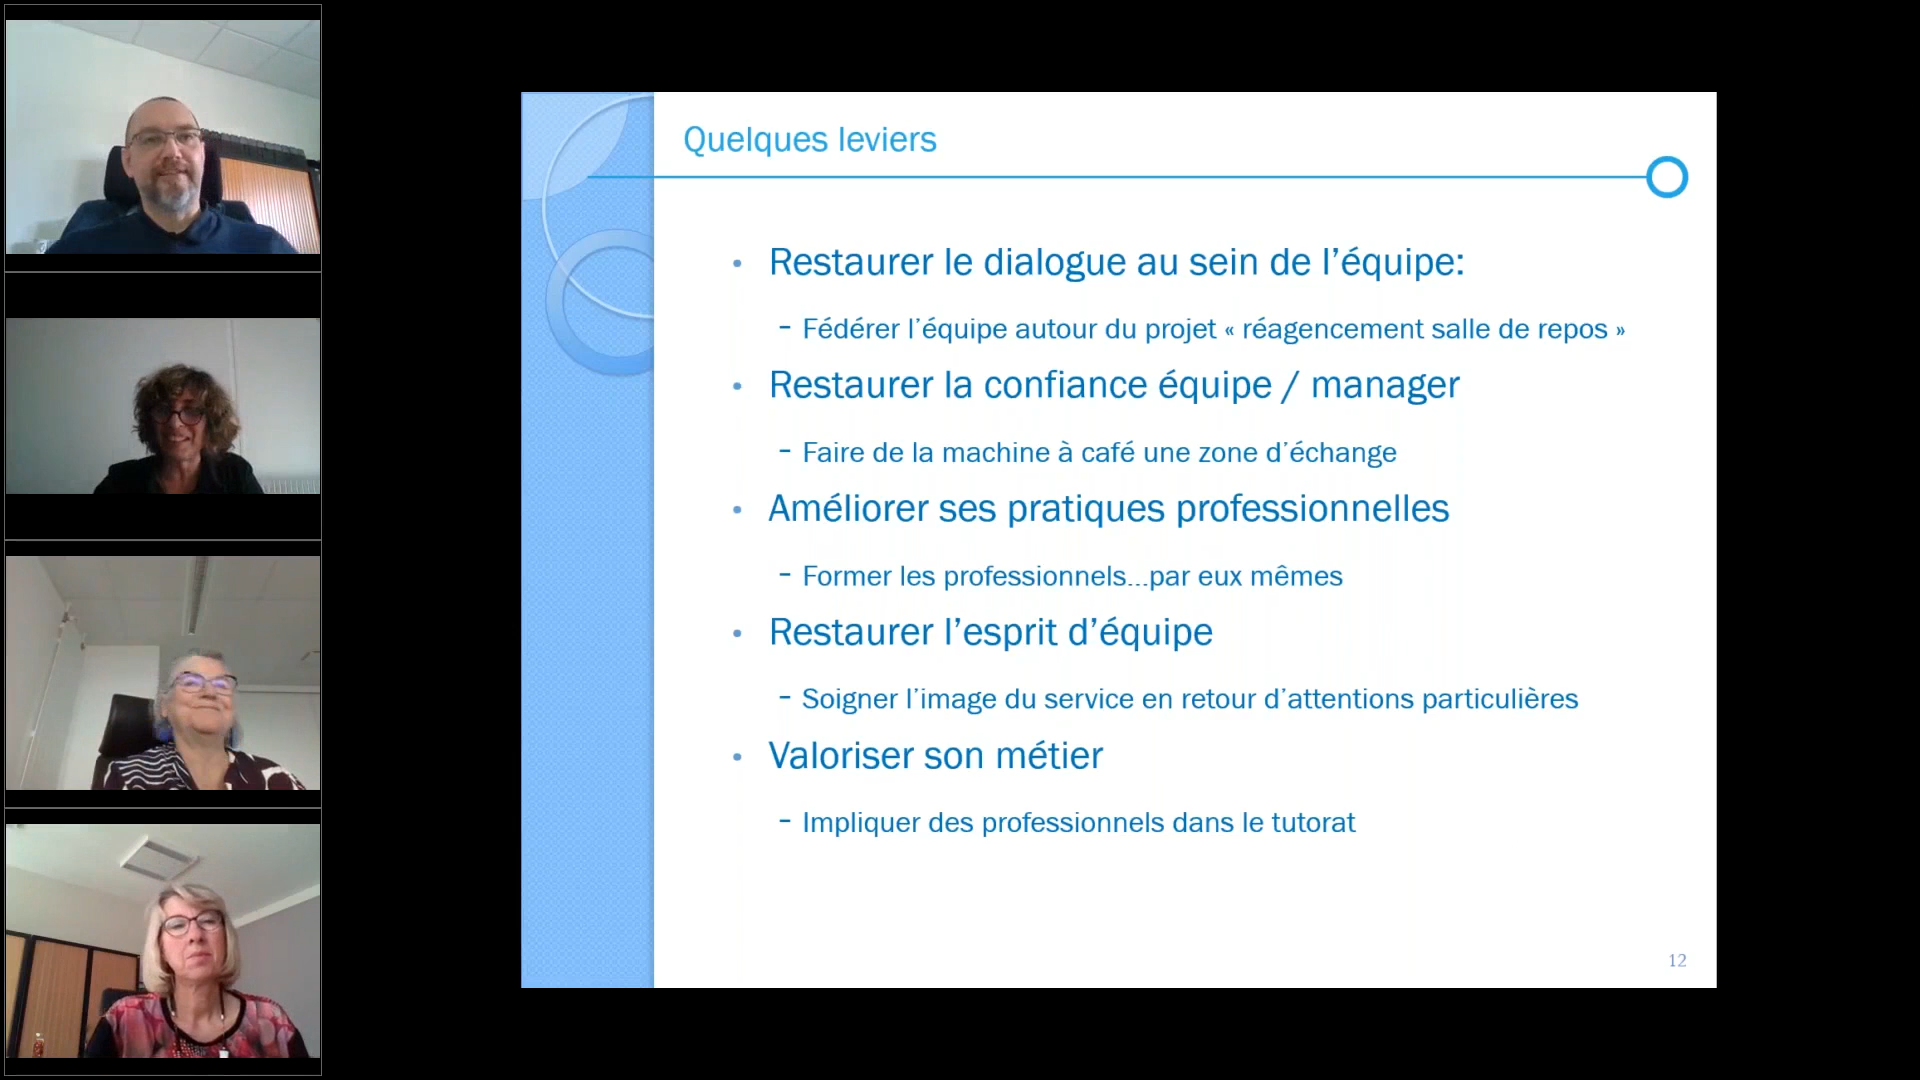 Quelques leviers
• Restaurer le dialogue au sein de l’équipe:
– Fédérer l’équipe autour du projet « réagencement salle de repos »
• Restaurer la confiance équipe / manager
– Faire de la machine à café une zone d’échange
• Améliorer ses pratiques professionnelles
– Former les professionnels...par eux mêmes
• Restaurer l’esprit d’équipe
– Soigner l’image du service en retour d’attentions particulières
• Valoriser son métier
– Impliquer des professionnels dans le tutorat
12